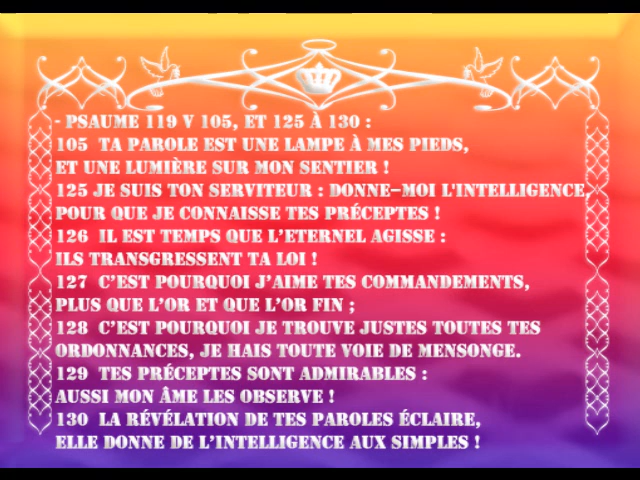 - PSAUME 119 V 105, ET 125 À 130 :
105 TA PAROLE EST UNE LAMPE À MES PIEDS,
ET UNE LUMIÈRE SUR MON SENTIER !
125 JE SUIS TON SERVITEUR : DONNE-MOI L'INTELLIGENCE,
POUR QUE JE CONNAISSE TES PRÉCEPTES !
126 IL EST TEMPS QUE L'ETERNEL AGISSE :
ILS TRANSGRESSENT TA LOI !
127 C'EST POURQUOI J'AIME TES COMMANDEMENTS,
PLUS QUE L'OR ET QUE L'OR FIN ;
128 C'EST POURQUOI JE TROUVE JUSTES TOUTES TES
ORDONNANCES, JE HAIS TOUTE VOIE DE MENSONGE.
129 TES PRÉCEPTES SONT ADMIRABLES :
AUSSI MON ÂME LES OBSERVE !
130 LA RÉVÉLATION DE TES PAROLES ÉCLAIRE,
ELLE DONNE DE L'INTELLIGENCE AUX SIMPLES !